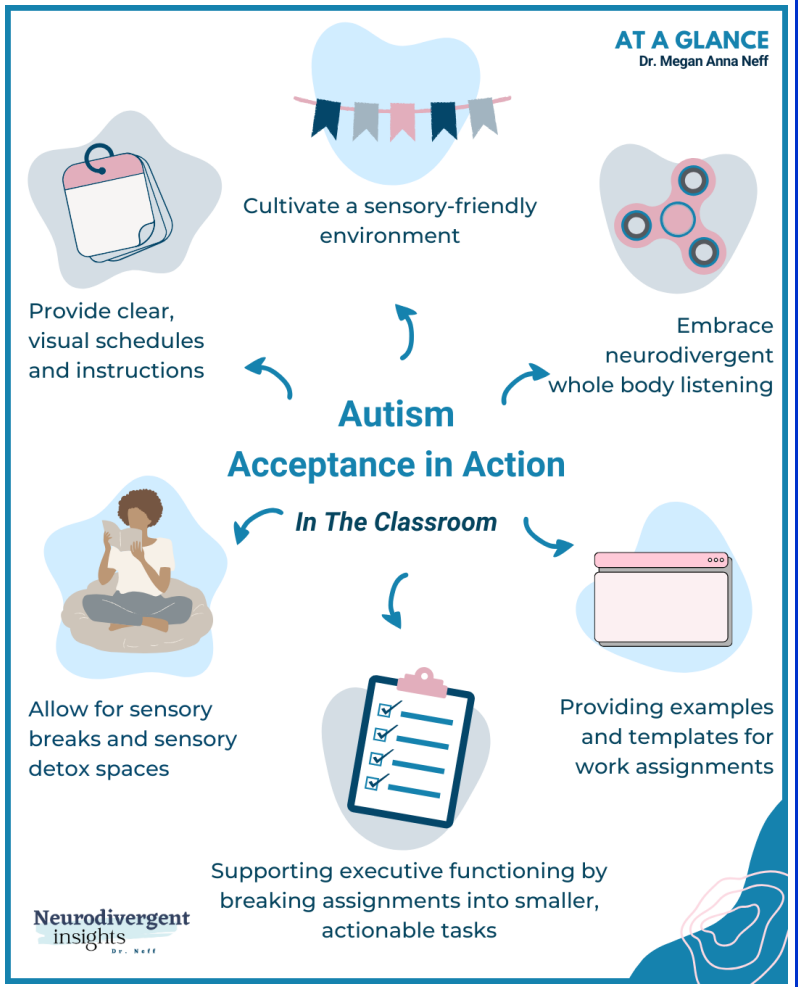 AT A GLANCE
Dr. Megan Anna Neff
Cultivate a sensory-friendly
environment
Provide clear,
visual schedules
and instructions
Embrace
neurodivergent
whole body listening
Autism
Acceptance in Action
In The Classroom
Allow for sensory
breaks and sensory
detox spaces
Providing examples
and templates for
work assignments
Supporting executive functioning by
breaking assignments into smaller,
actionable tasks
Neurodivergent
insights
Dr. Neff